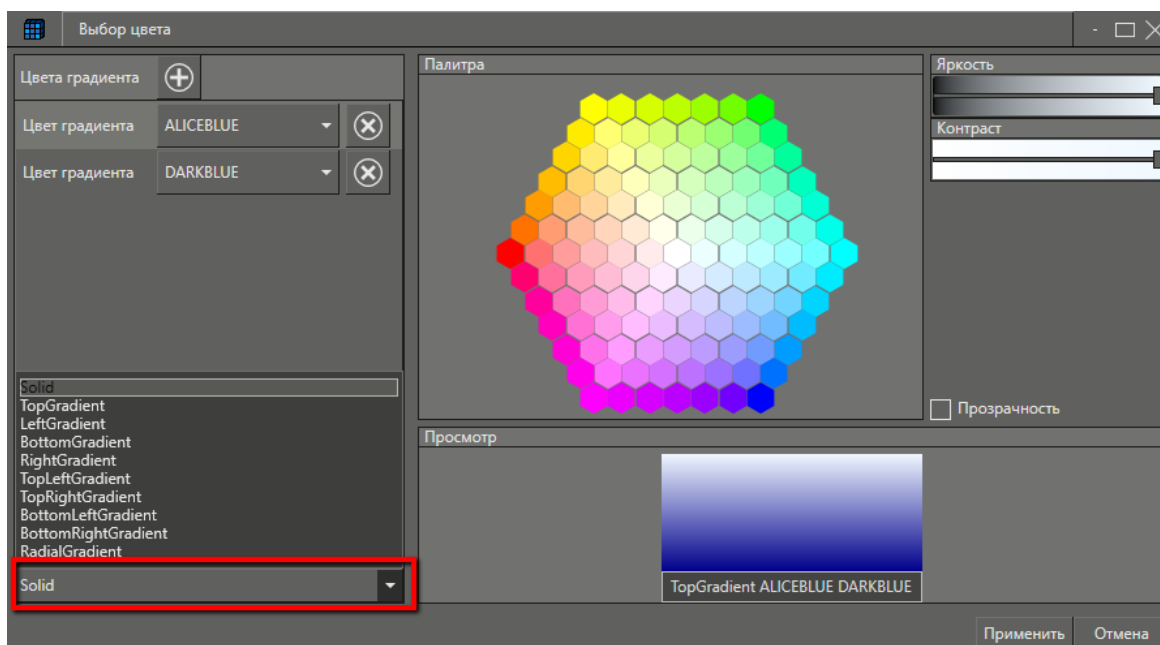 Выбор цвета
Цвета градиента
Цвет градиента ALICEBLUE
Цвет градиента DARKBLUE
Solid
TopGradient
LeftGradient
BottomGradient
RightGradient
TopLeftGradient
TopRightGradient
BottomLeftGradient
BottomRightGradient
RadialGradient
Solid
Палитра
Яркость
Контраст
Прозрачность
Просмотр
TopGradient ALICEBLUE DARKBLUE
Применить Отмена